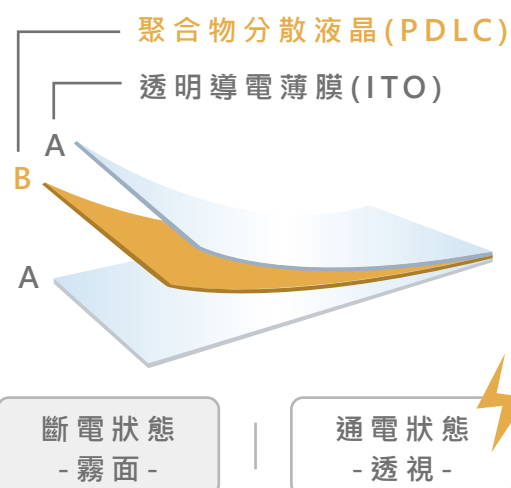 聚合物分散液晶(PDLC)
透明導電薄膜(ITO)
A
B
A
斷電狀態
-霧面-
通電狀態
-透視-